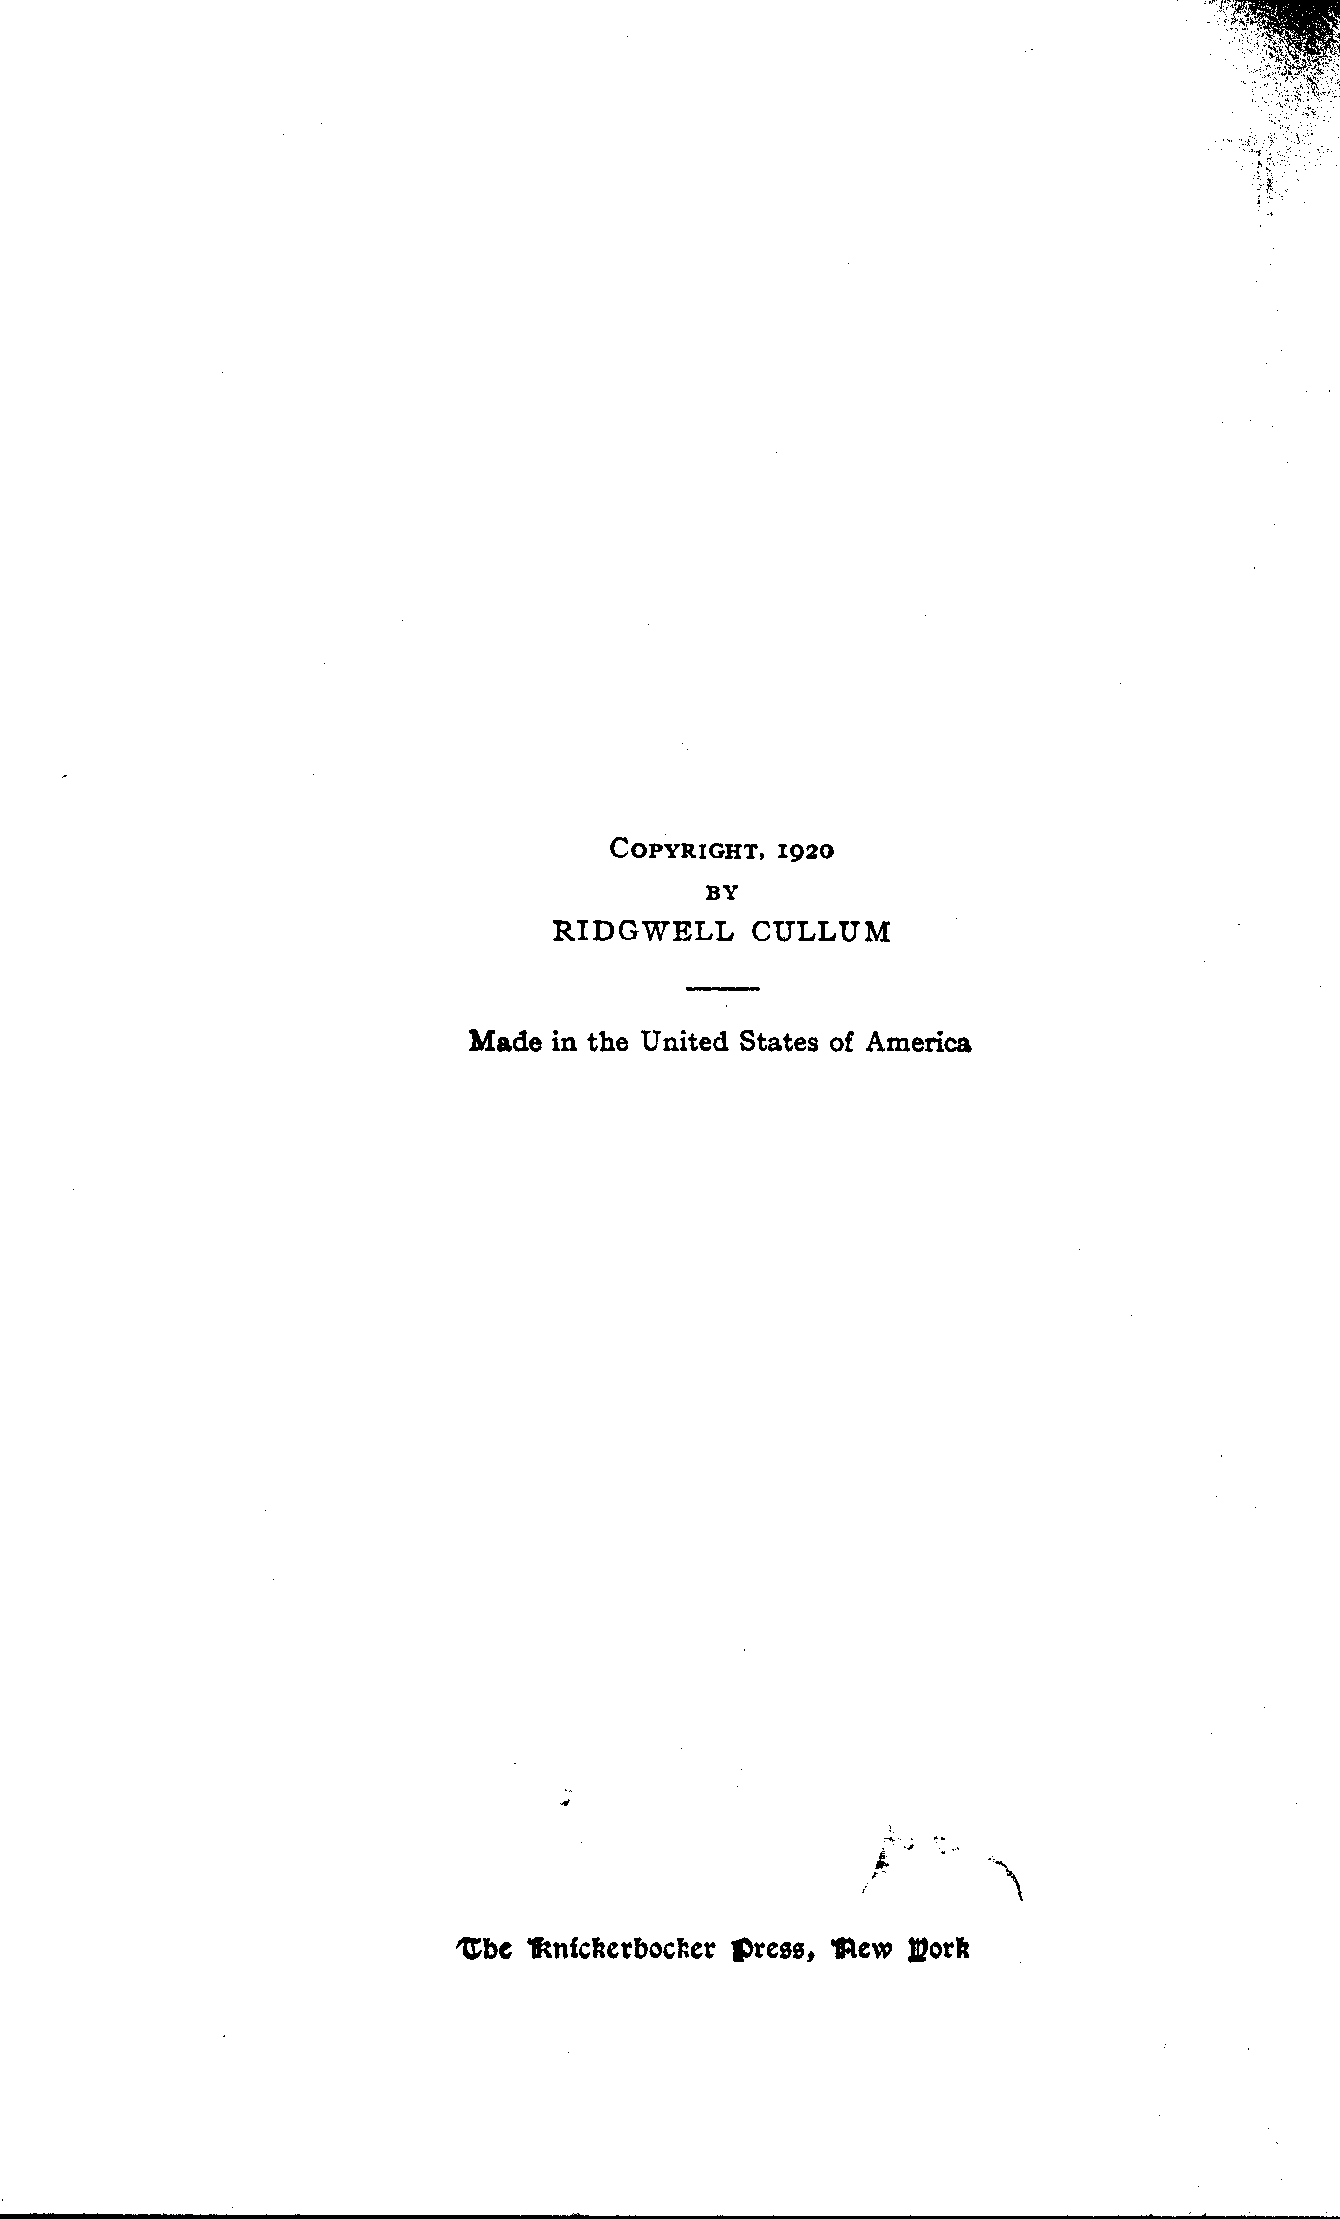 COPYRIGHT, 1920
BY
RIDGWELL CULLUM
Made in the United States of America
The Knickerbocker Press, New York